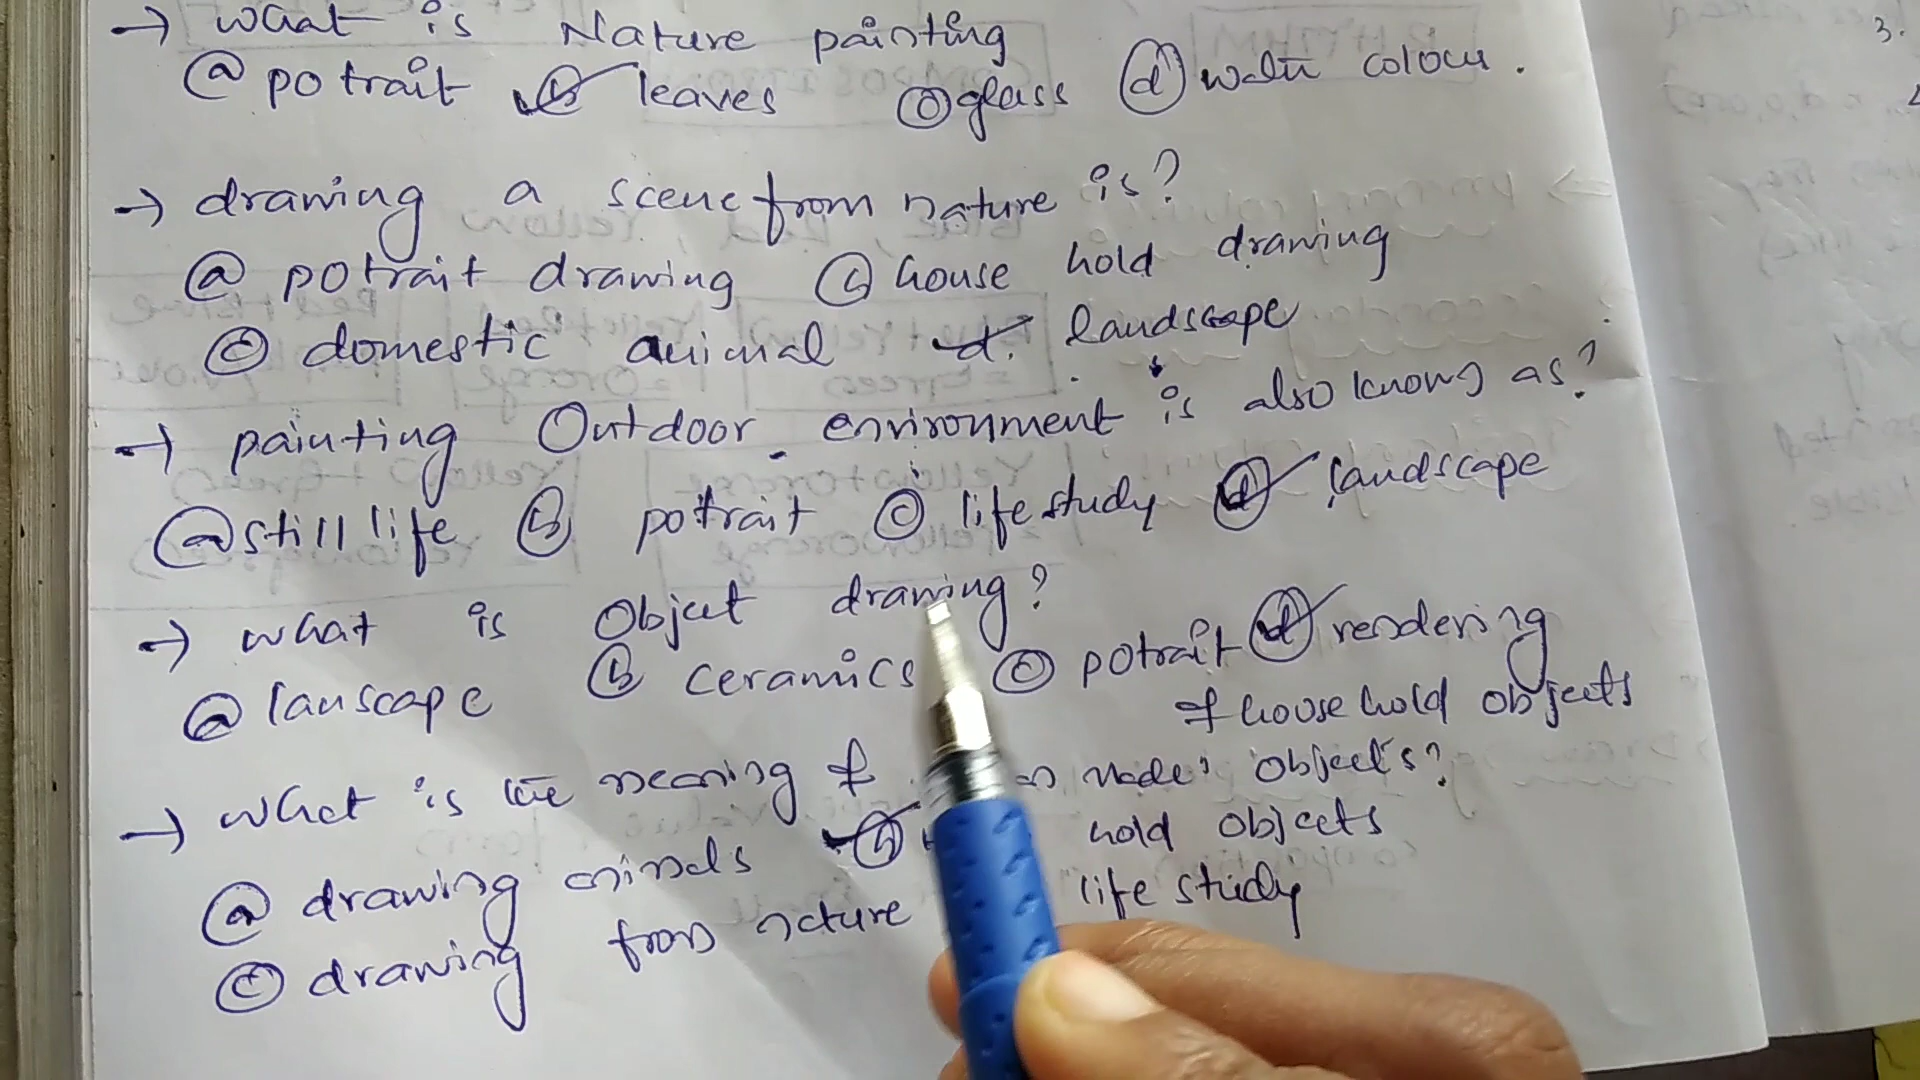 → what is Nature painting
ⓐ potrait ⓑ leaves ⓒ glass ⓓ water colour.
→ drawing a scene from nature is?
ⓐ potrait drawing ⓑ house hold drawing
ⓒ domestic animal d. landscape
→ painting Outdoor environment is also known as?
ⓐ still life ⓑ potrait ⓒ life study ⓓ landscape
→ what is Object drawing?
ⓐ lanscape ⓑ ceramics ⓒ potrait ⓓ rendering
of house hold objects
→ what is the meaning of made objects?
ⓐ drawing animals ⓑ hold objects
ⓒ drawing from nature life study
3.